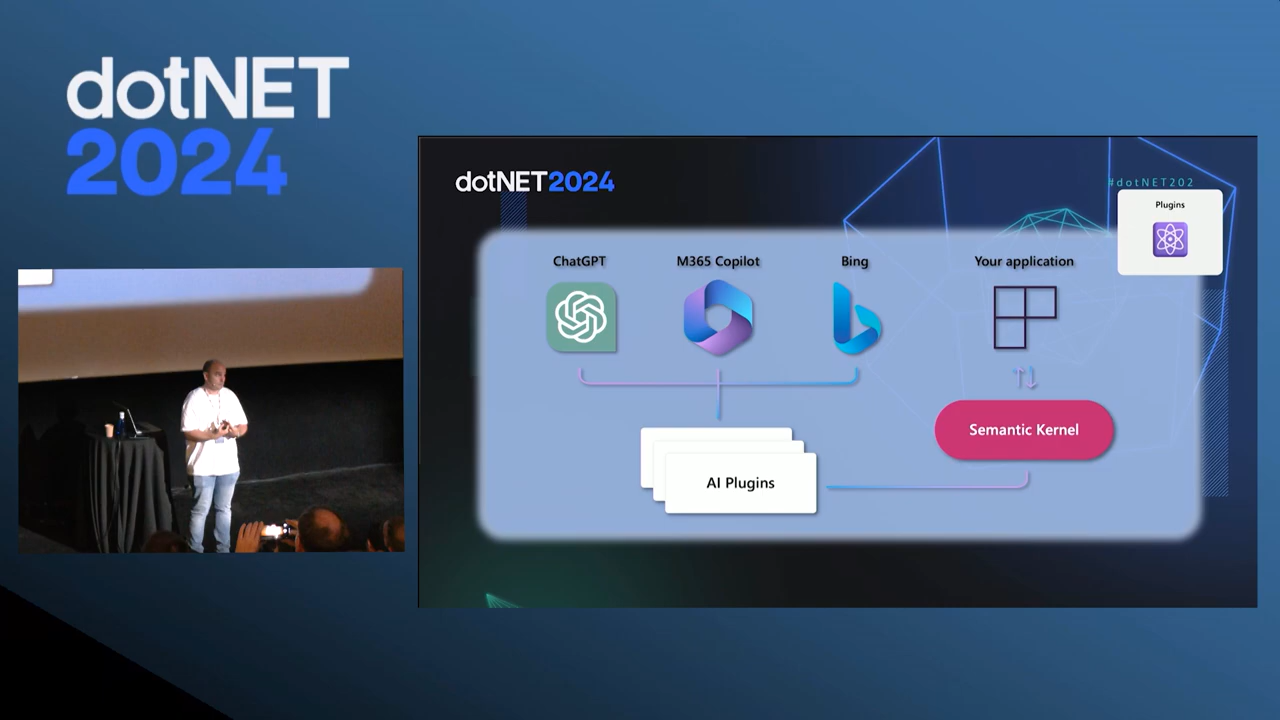 dotNET
2024
dotNET2024
#dotNET202
Plugins
ChatGPT
M365 Copilot
Bing
Your application
Semantic Kernel
AI Plugins